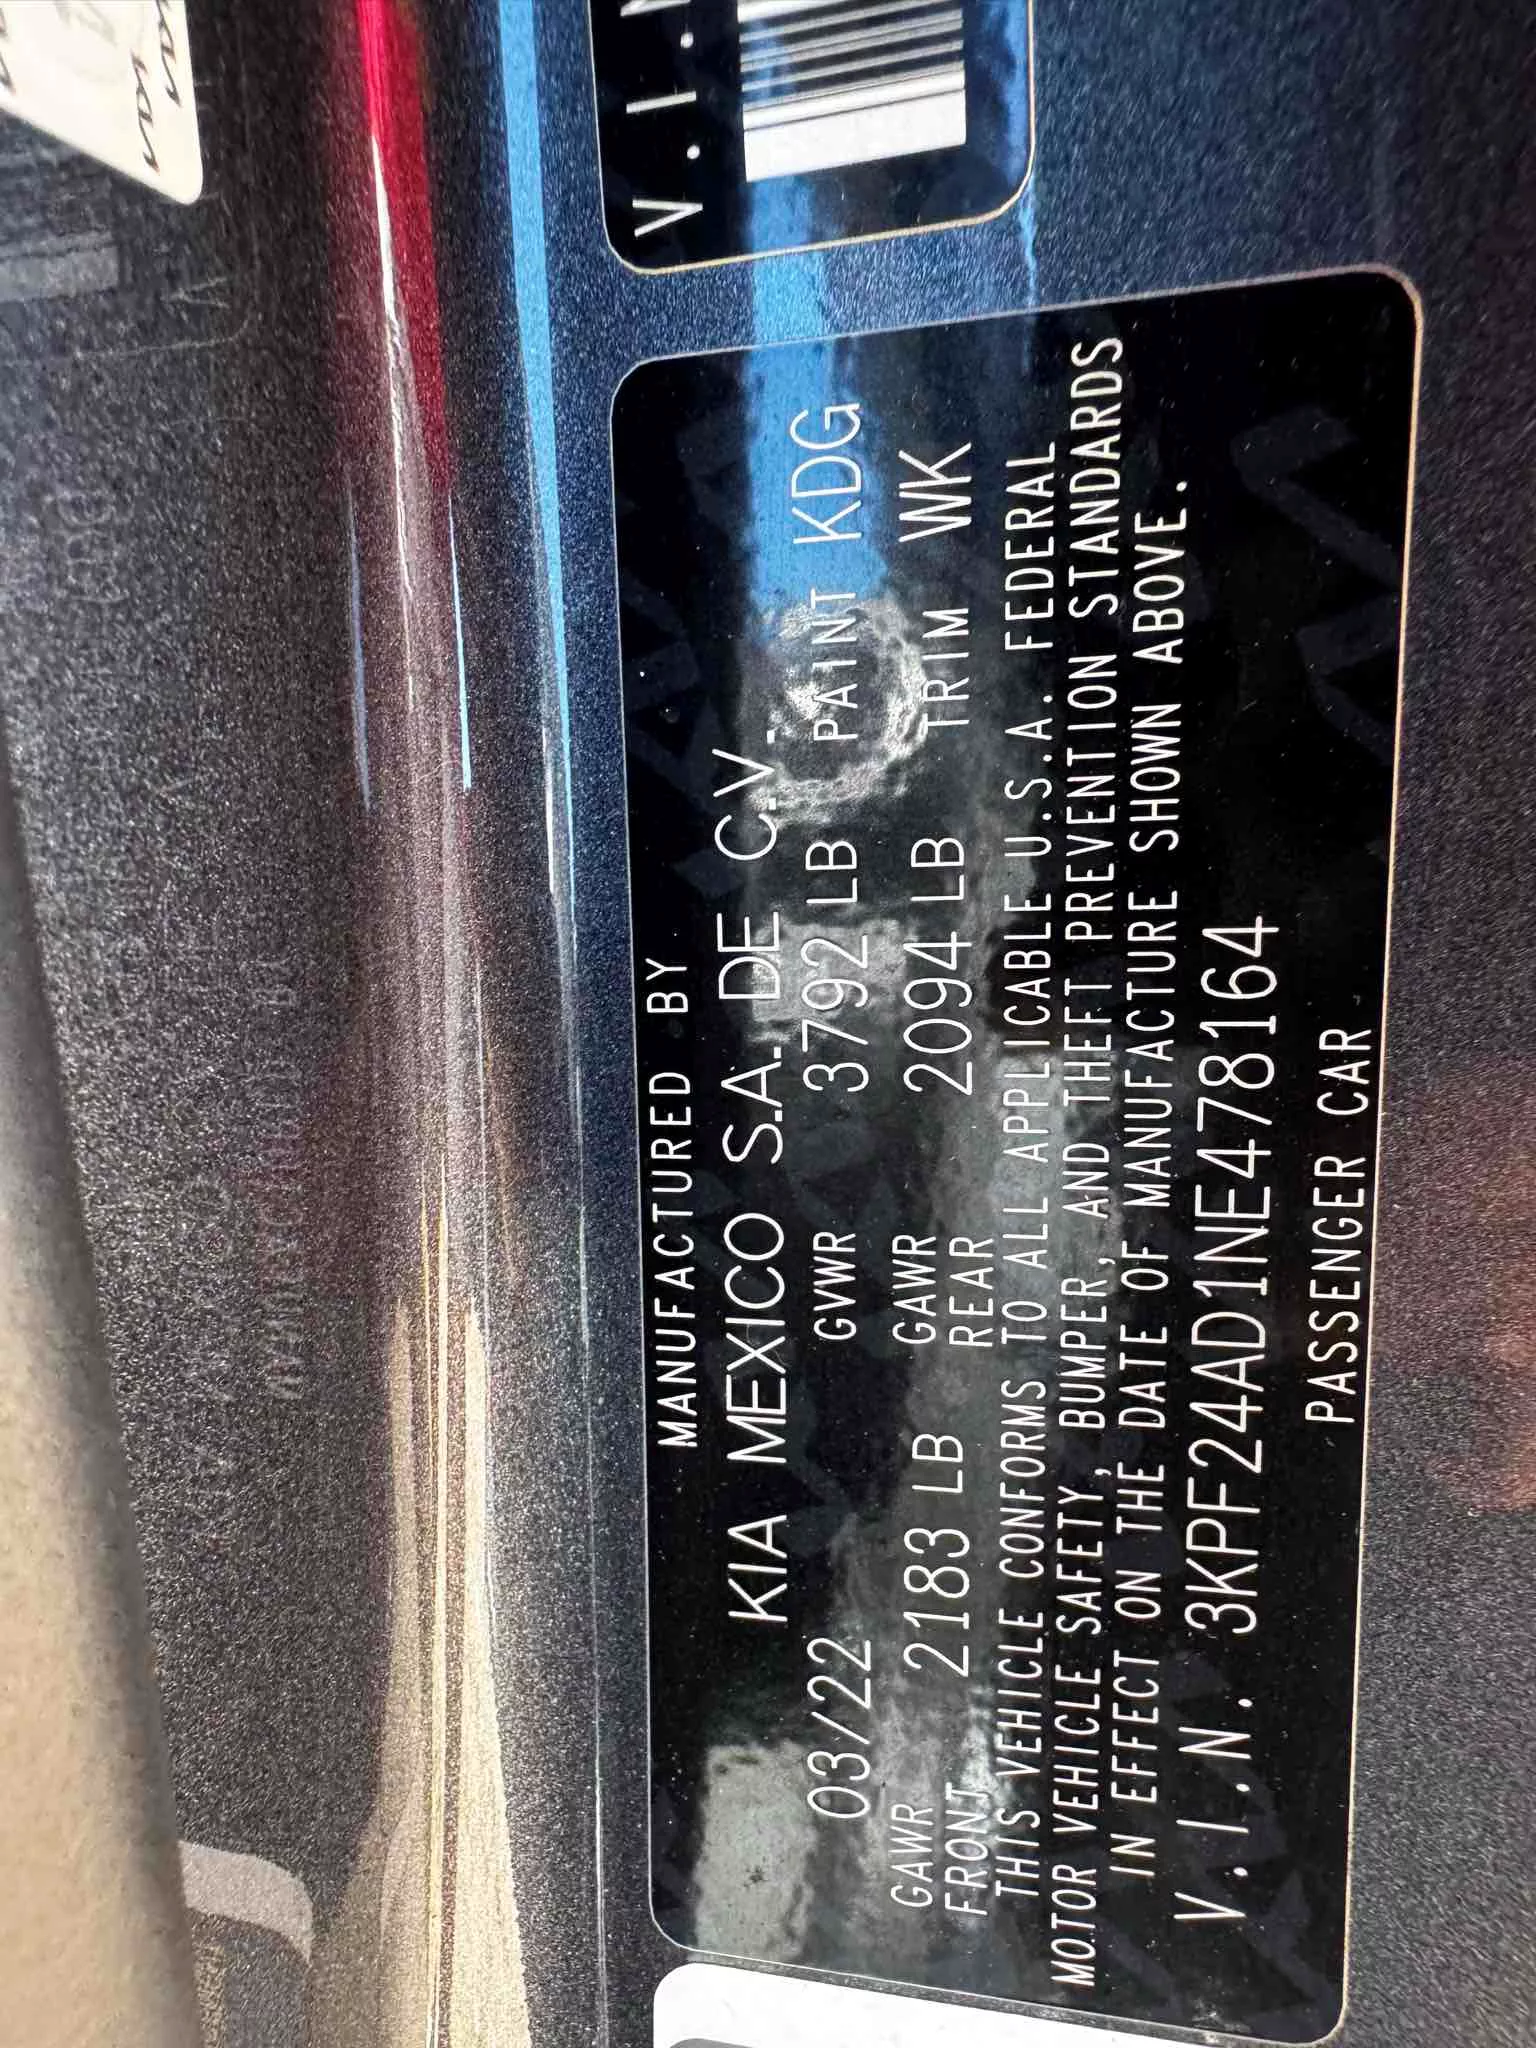 MANUFACTURED BY
KIA MEXICO S.A. DE C.V.
03/22 GVWR 3792 LB PAINT KDG
GAWR FRONT 2183 LB GAWR REAR 2094 LB TRIM WK
THIS VEHICLE CONFORMS TO ALL APPLICABLE U.S.A. FEDERAL
MOTOR VEHICLE SAFETY, BUMPER, AND THEFT PREVENTION STANDARDS
IN EFFECT ON THE DATE OF MANUFACTURE SHOWN ABOVE.
V.I.N. 3KPF24AD1NE478164
PASSENGER CAR
V.I.